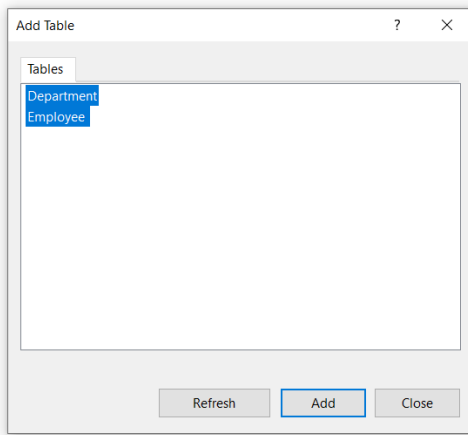 Add Table
?
Tables
Department
Employee
Refresh
Add
Close